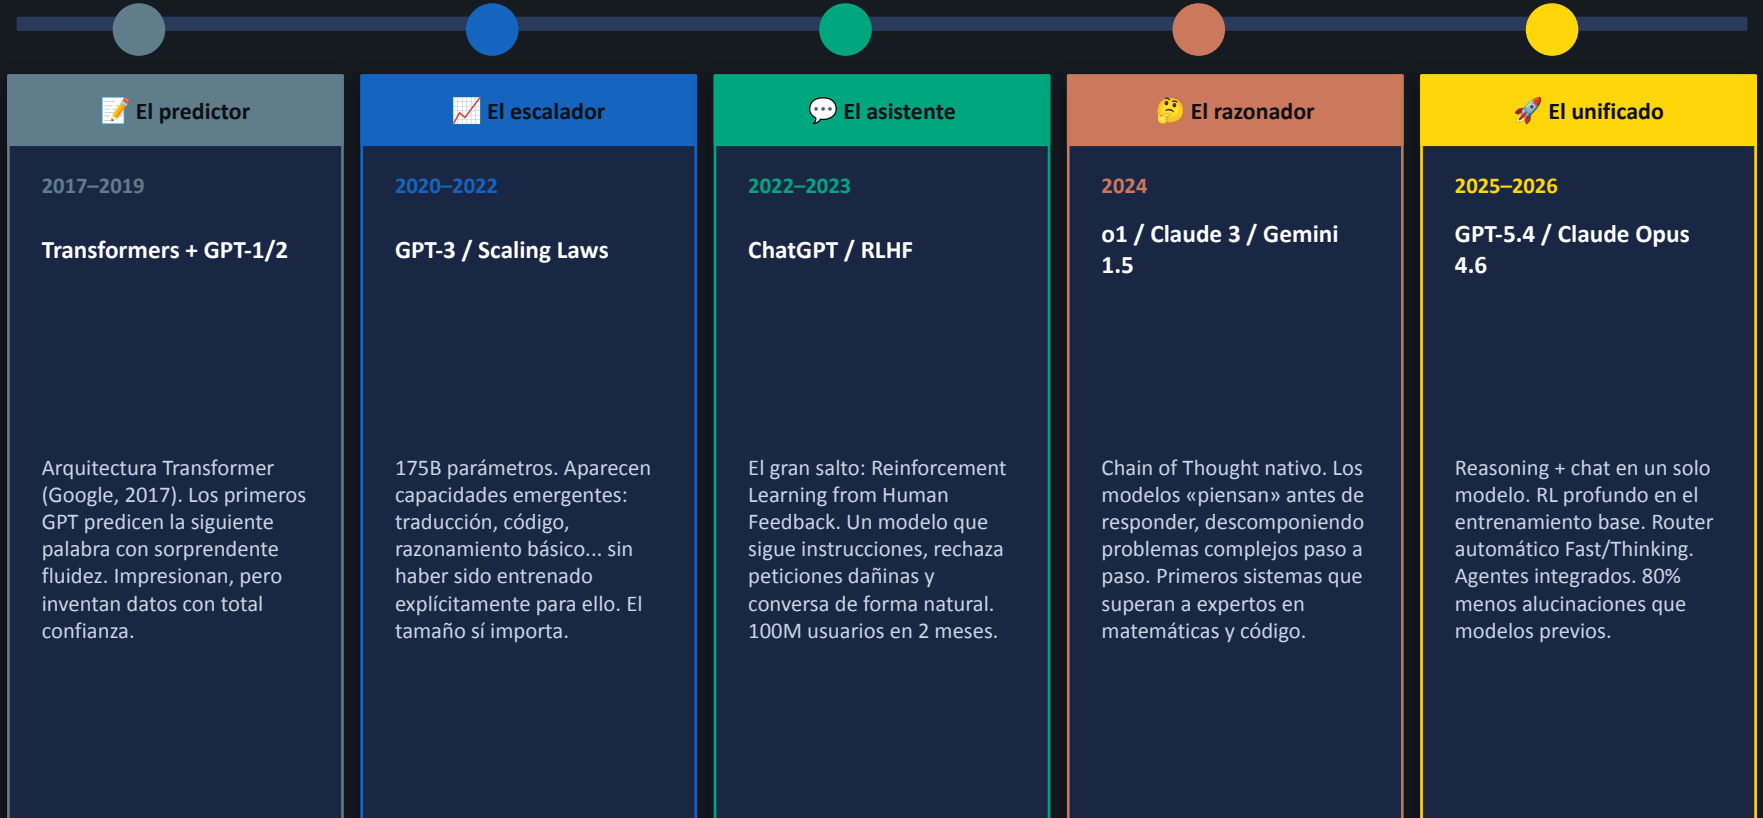 📝 El predictor
2017–2019
Transformers + GPT-1/2
Arquitectura Transformer
(Google, 2017). Los primeros
GPT predicen la siguiente
palabra con sorprendente
fluidez. Impresionan, pero
inventan datos con total
confianza.
📈 El escalador
2020–2022
GPT-3 / Scaling Laws
175B parámetros. Aparecen
capacidades emergentes:
traducción, código,
razonamiento básico... sin
haber sido entrenado
explícitamente para ello. El
tamaño sí importa.
💬 El asistente
2022–2023
ChatGPT / RLHF
El gran salto: Reinforcement
Learning from Human
Feedback. Un modelo que
sigue instrucciones, rechaza
peticiones dañinas y
conversa de forma natural.
100M usuarios en 2 meses.
🤔 El razonador
2024
o1 / Claude 3 / Gemini
1.5
Chain of Thought nativo. Los
modelos «piensan» antes de
responder, descomponiendo
problemas complejos paso a
paso. Primeros sistemas que
superan a expertos en
matemáticas y código.
🚀 El unificado
2025–2026
GPT-5.4 / Claude Opus
4.6
Reasoning + chat en un solo
modelo. RL profundo en el
entrenamiento base. Router
automático Fast/Thinking.
Agentes integrados. 80%
menos alucinaciones que
modelos previos.